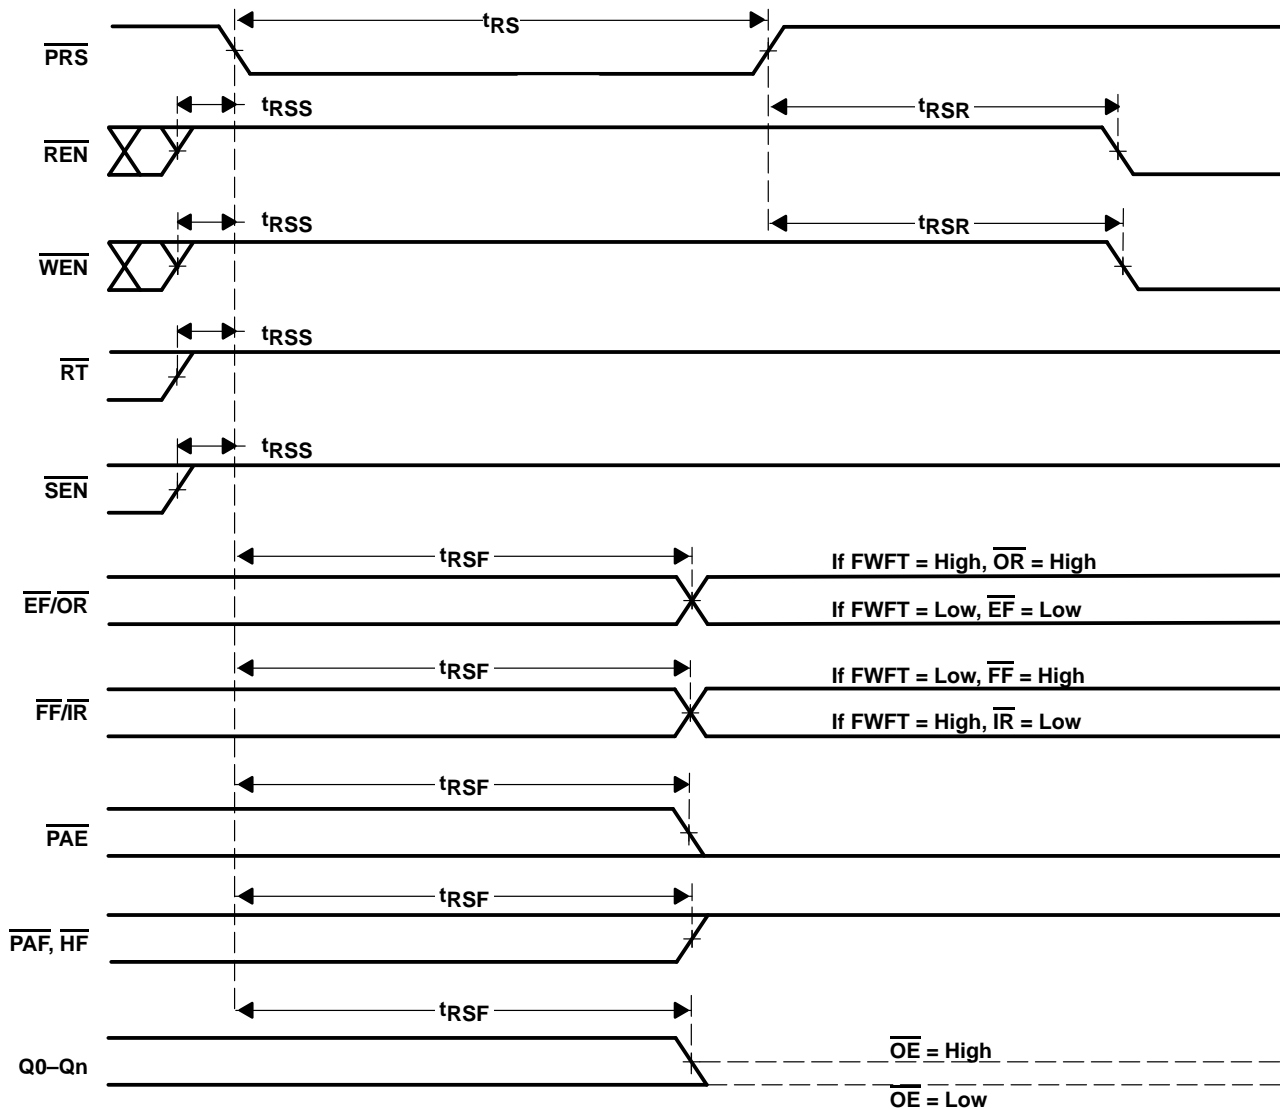 tRS
PRS
tRSS
tRSR
REN
tRSS
tRSR
WEN
tRSS
RT
tRSS
SEN
tRSF
If FWFT = High, OR = High
EF/OR
If FWFT = Low, EF = Low
tRSF
If FWFT = Low, FF = High
FF/IR
If FWFT = High, IR = Low
tRSF
PAE
tRSF
PAF, HF
tRSF
OE = High
Q0–Qn
OE = Low